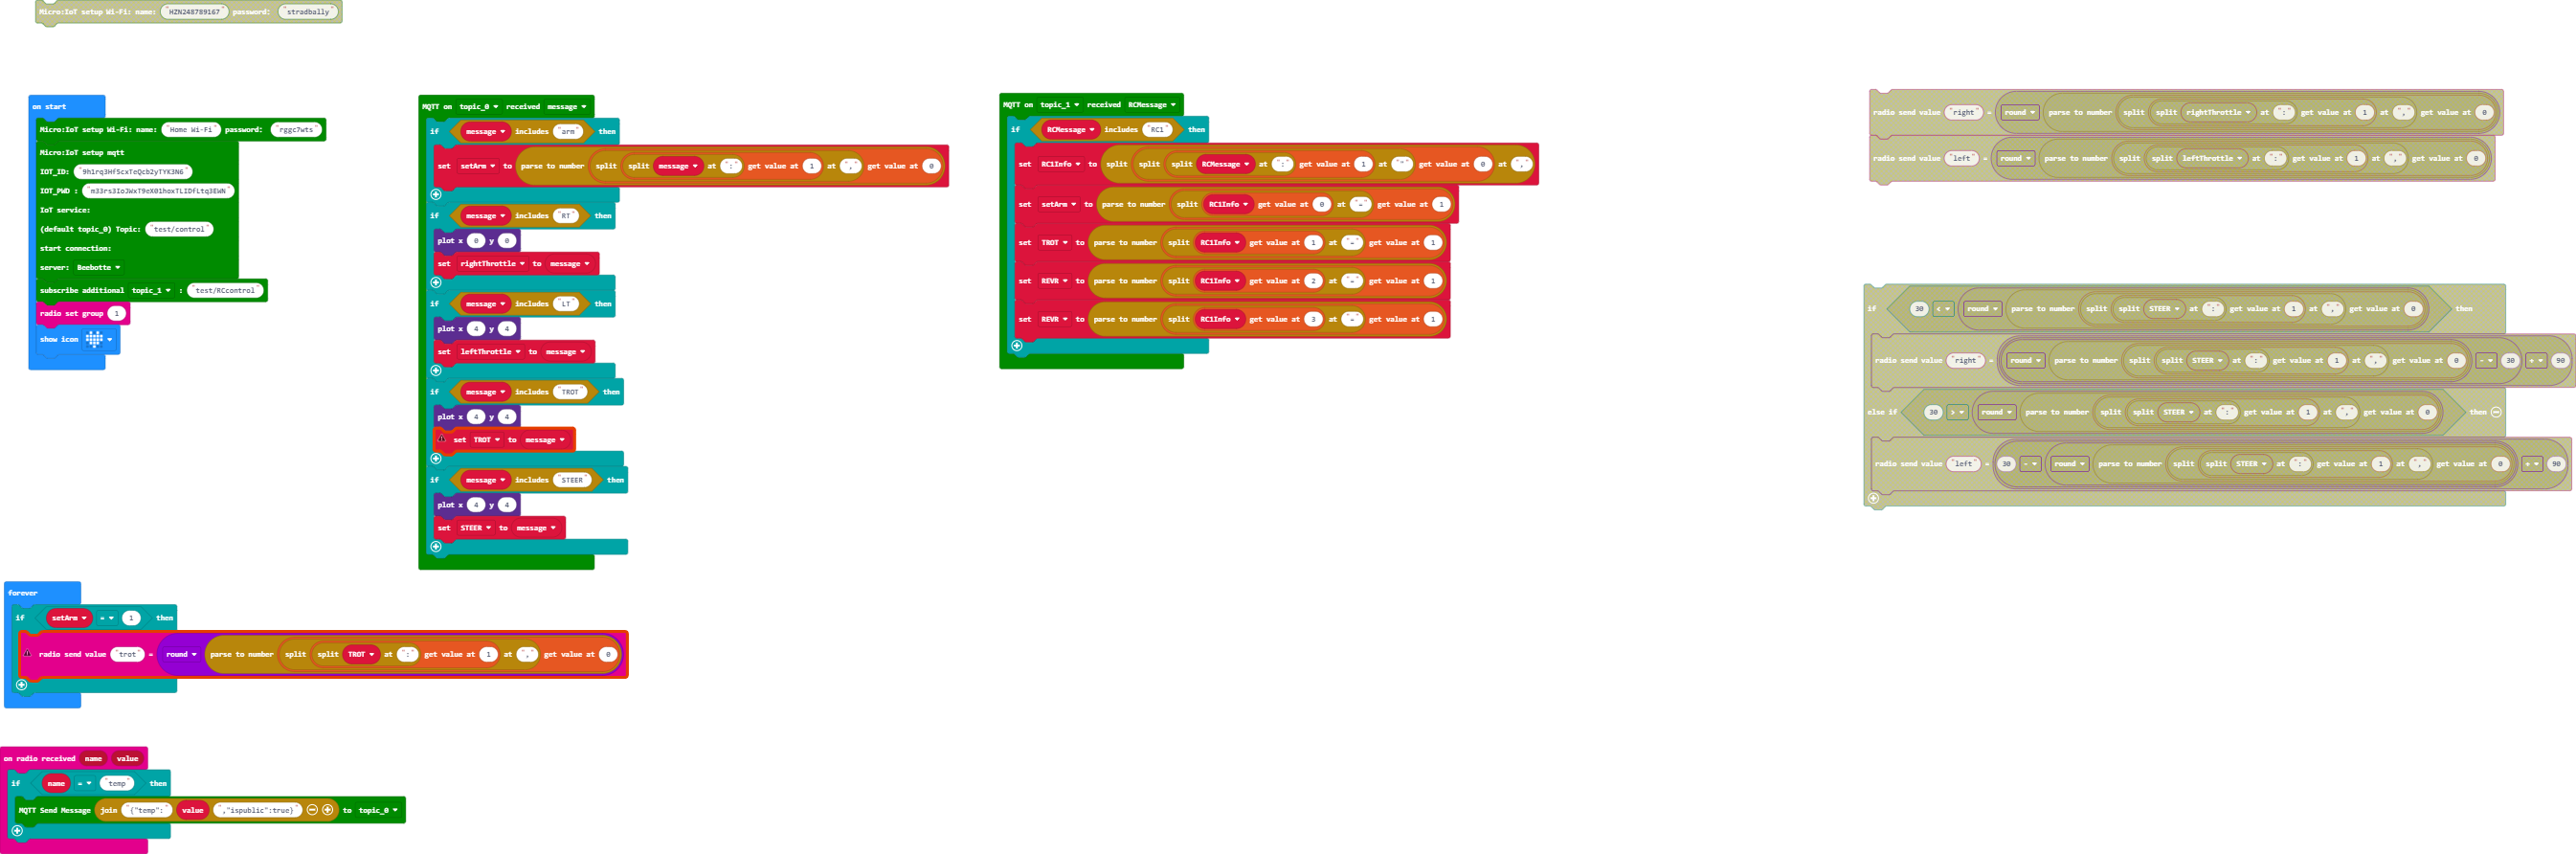 Micro:IoT setup Wi-Fi: name: "HZN248789167" password: "stradbally"
on start
Micro:IoT setup Wi-Fi: name: "Home Wi-Fi" password: "rggc7wts"
Micro:IoT setup mqtt
IOT_ID: "9h1rq3Hf5cxTeQcb2yTYK3N6"
IOT_PWD : "m33rs3IoJWxT9eX01hoxTLIDfLtq3EWN"
IoT service:
(default topic_0) Topic: "test/control"
start connection:
server: Beebotte
subscribe additional topic_1 : "test/RCcontrol"
radio set group 1
show icon
MQTT on topic_0 received message
if message includes "arm" then
set setArm to parse to number split split message at ":" get value at 1 at "," get value at 0
if message includes "RT" then
plot x 0 y 0
set rightThrottle to message
if message includes "LT" then
plot x 4 y 4
set leftThrottle to message
if message includes "TROT" then
plot x 4 y 4
set TROT to message
if message includes "STEER" then
plot x 4 y 4
set STEER to message
MQTT on topic_1 received RCMessage
if RCMessage includes "RC1" then
set RC1Info to split split split RCMessage at ":" get value at 1 at get value at 0 at ","
set setArm to parse to number split RC1Info get value at 0 at get value at 1
set TROT to parse to number split RC1Info get value at 1 at get value at 1
set REVR to parse to number split RC1Info get value at 2 at get value at 1
set REVR to parse to number split RC1Info get value at 3 at get value at 1
radio send value "right" = round parse to number split split rightThrottle at ":" get value at 1 at "," get value at 0
radio send value "left" = round parse to number split split leftThrottle at ":" get value at 1 at "," get value at 0
if 30 < round parse to number split split STEER at ":" get value at 1 at "," get value at 0 then
radio send value "right" = round parse to number split split STEER at ":" get value at 1 at "," get value at 0 - 30 + 90
else if 30 > round parse to number split split STEER at ":" get value at 1 at "," get value at 0 then
radio send value "left" = 30 - round parse to number split split STEER at ":" get value at 1 at "," get value at 0 + 90
forever
if setArm = 1 then
radio send value "trot" = round parse to number split split TROT at ":" get value at 1 at "," get value at 0
on radio received name value
if name = "temp" then
MQTT Send Message join "{"temp":" value ","ispublic":true}" to topic_0